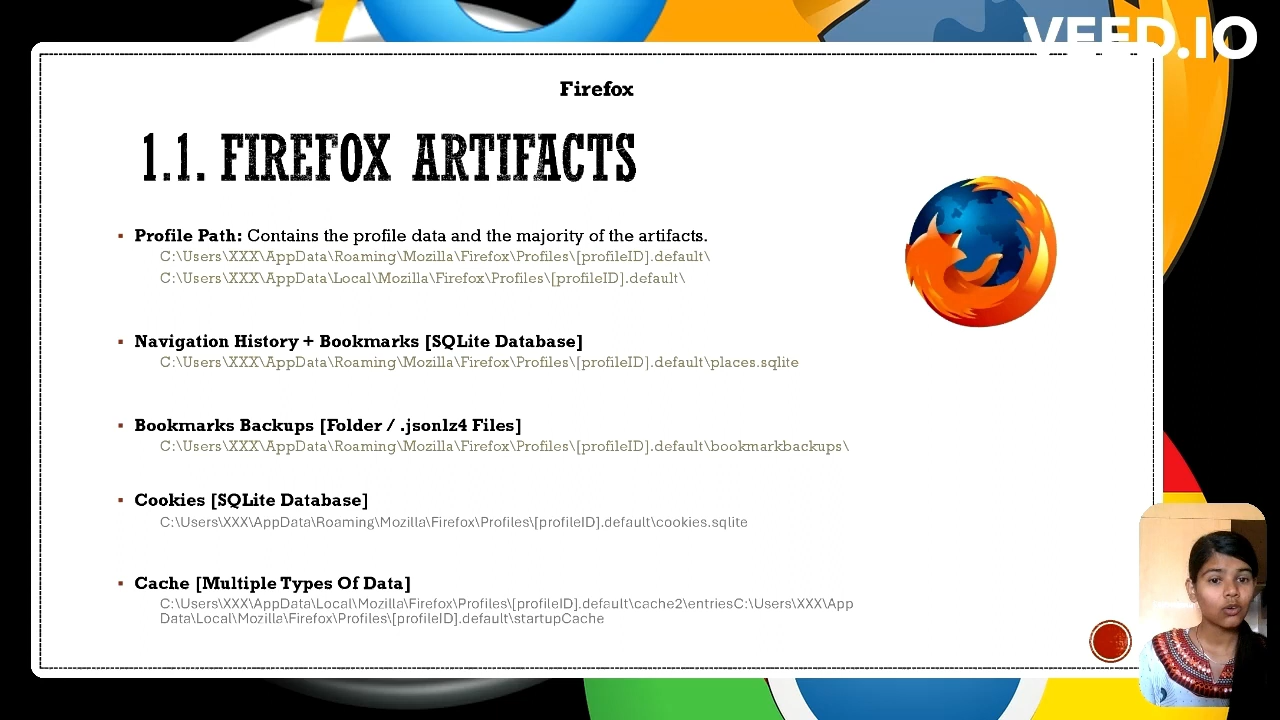 VEED.IO
Firefox
1.1. FIREFOX ARTIFACTS
▪ Profile Path: Contains the profile data and the majority of the artifacts.
C:\Users\XXX\AppData\Roaming\Mozilla\Firefox\Profiles\[profileID].default\
C:\Users\XXX\AppData\Local\Mozilla\Firefox\Profiles\[profileID].default\
▪ Navigation History + Bookmarks [SQLite Database]
C:\Users\XXX\AppData\Roaming\Mozilla\Firefox\Profiles\[profileID].default\places.sqlite
▪ Bookmarks Backups [Folder / .jsonlz4 Files]
C:\Users\XXX\AppData\Roaming\Mozilla\Firefox\Profiles\[profileID].default\bookmarkbackups\
▪ Cookies [SQLite Database]
C:\Users\XXX\AppData\Roaming\Mozilla\Firefox\Profiles\[profileID].default\cookies.sqlite
▪ Cache [Multiple Types Of Data]
C:\Users\XXX\AppData\Local\Mozilla\Firefox\Profiles\[profileID].default\cache2\entriesC:\Users\XXX\App
Data\Local\Mozilla\Firefox\Profiles\[profileID].default\startupCache